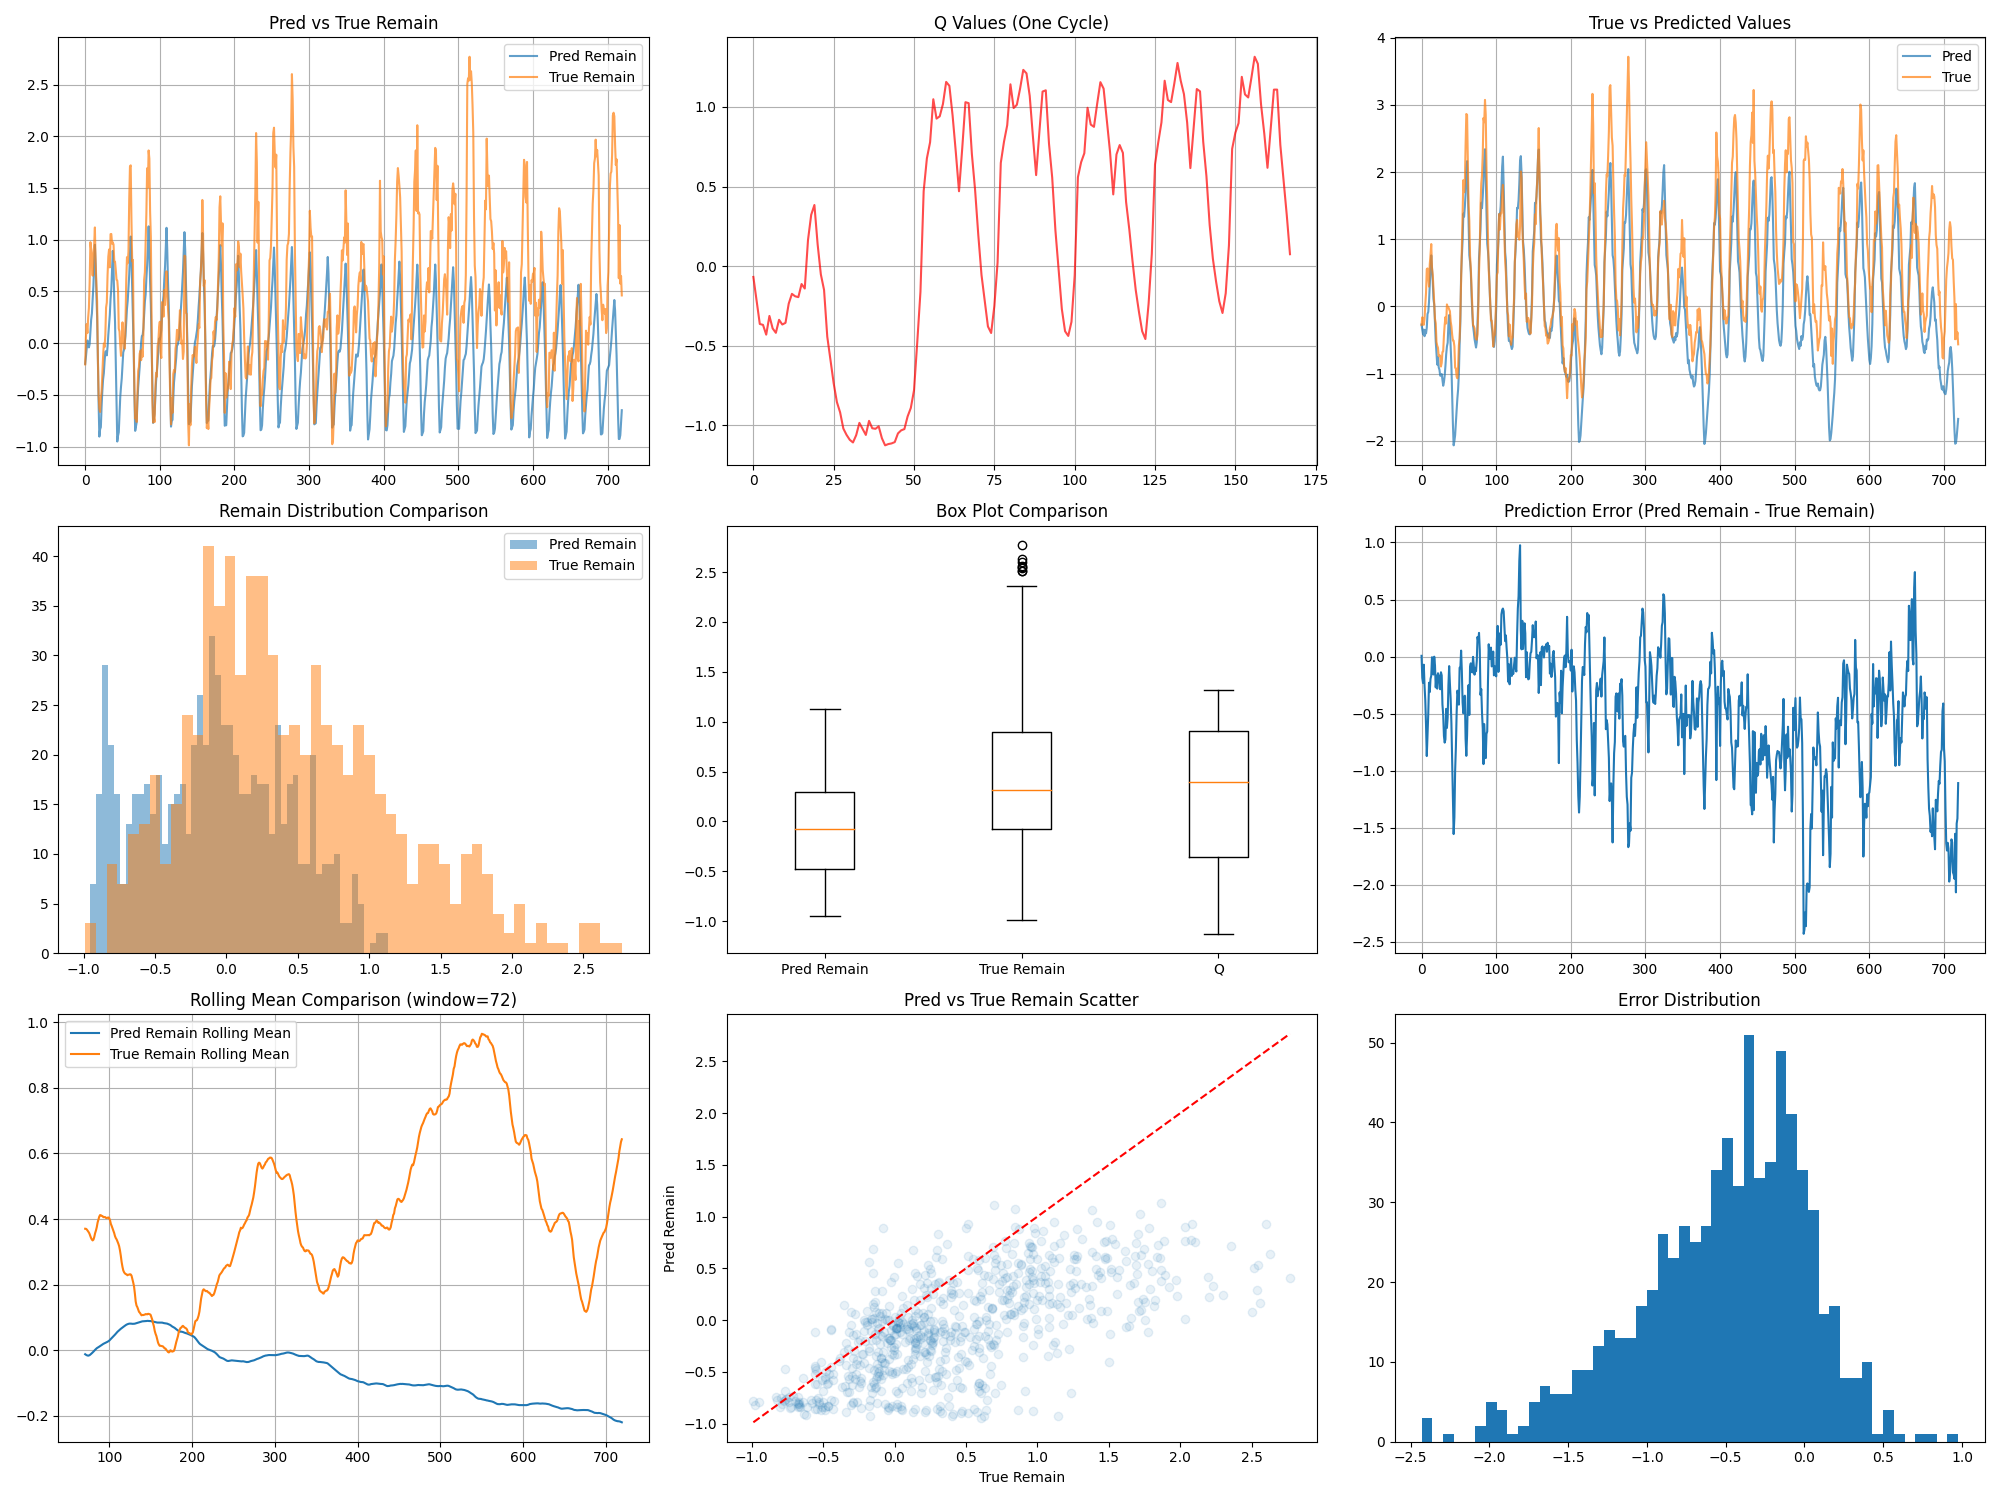 Pred vs True Remain
Pred Remain
True Remain
2.5
2.0
1.5
1.0
0.5
0.0
−0.5
−1.0
0 100 200 300 400 500 600 700
Q Values (One Cycle)
1.0
0.5
0.0
−0.5
−1.0
0 25 50 75 100 125 150 175
True vs Predicted Values
Pred
True
4
3
2
1
0
−1
−2
0 100 200 300 400 500 600 700
Remain Distribution Comparison
Pred Remain
True Remain
40
35
30
25
20
15
10
5
0
−1.0 −0.5 0.0 0.5 1.0 1.5 2.0 2.5
Box Plot Comparison
2.5
2.0
1.5
1.0
0.5
0.0
−0.5
−1.0
Pred Remain True Remain Q
Prediction Error (Pred Remain - True Remain)
1.0
0.5
0.0
−0.5
−1.0
−1.5
−2.0
−2.5
0 100 200 300 400 500 600 700
Rolling Mean Comparison (window=72)
Pred Remain Rolling Mean
True Remain Rolling Mean
1.0
0.8
0.6
0.4
0.2
0.0
−0.2
100 200 300 400 500 600 700
Pred vs True Remain Scatter
Pred Remain
2.5
2.0
1.5
1.0
0.5
0.0
−0.5
−1.0
−1.0 −0.5 0.0 0.5 1.0 1.5 2.0 2.5
True Remain
Error Distribution
50
40
30
20
10
0
−2.5 −2.0 −1.5 −1.0 −0.5 0.0 0.5 1.0